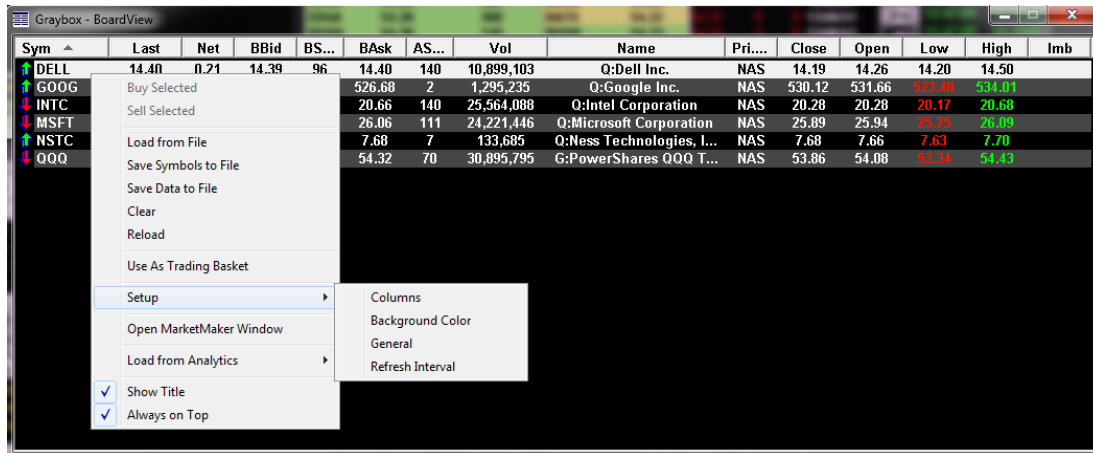 Graybox - BoardView
Sym Last Net BBid BS... BAsk AS... Vol Name Pri.... Close Open Low High Imb
DELL 14.40 0.21 14.39 96 14.40 140 10,899,103 Q:Dell Inc. NAS 14.19 14.26 14.20 14.50
GOOG 526.68 2 1,295,235 Q:Google Inc. NAS 530.12 531.66 523.40 534.01
INTC 20.66 140 25,564,088 Q:Intel Corporation NAS 20.28 20.28 20.17 20.68
MSFT 26.06 111 24,221,446 Q:Microsoft Corporation NAS 25.89 25.94 25.75 26.09
NSTC 7.68 7 133,685 Q:Ness Technologies, I... NAS 7.68 7.66 7.63 7.70
QQQ 54.32 70 30,895,795 G:PowerShares QQQ T... NAS 53.86 54.08 53.34 54.43
Buy Selected
Sell Selected
Load from File
Save Symbols to File
Save Data to File
Clear
Reload
Use As Trading Basket
Setup
Columns
Background Color
General
Refresh Interval
Open MarketMaker Window
Load from Analytics
Show Title
Always on Top